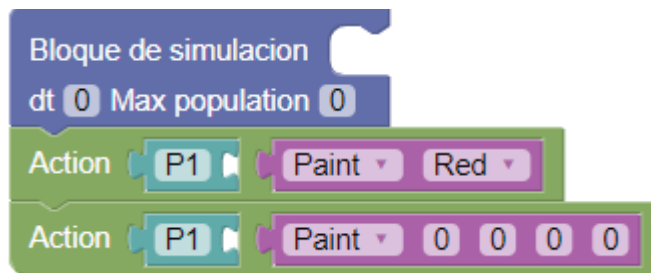 Bloque de simulacion
dt 0 Max population 0
Action P1 Paint Red
Action P1 Paint 0 0 0 0